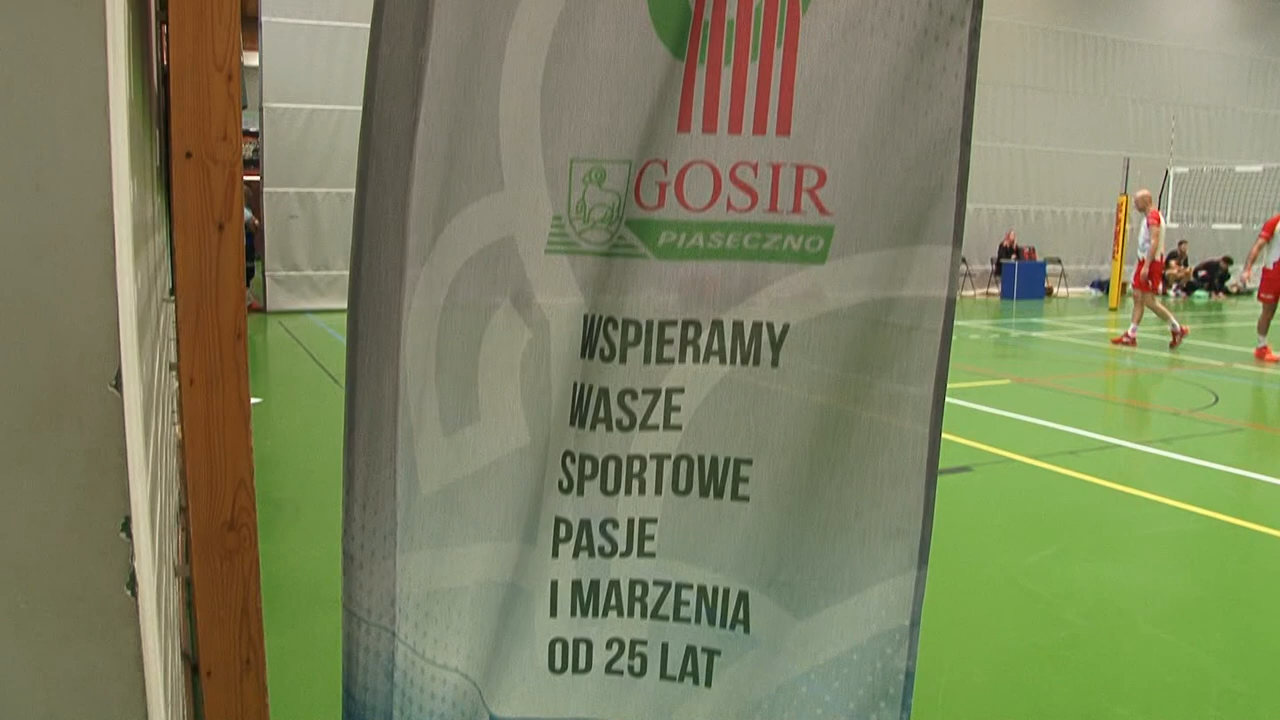 GOSIR
PIASECZNO
WSPIERAMY
WASZE
SPORTOWE
PASJE
I MARZENIA
OD 25 LAT